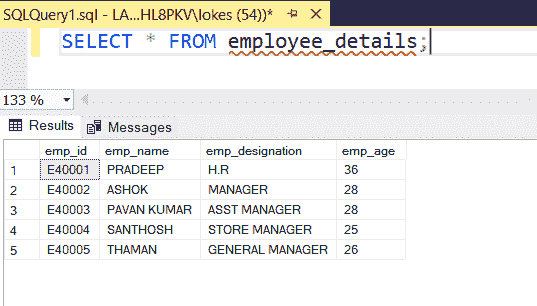 SQLQuery1.sql - LA...HL8PKV\lokes (54))*
SELECT * FROM employee_details;
133 %
Results Messages
emp_id emp_name emp_designation emp_age
1 E40001 PRADEEP H.R 36
2 E40002 ASHOK MANAGER 28
3 E40003 PAVAN KUMAR ASST MANAGER 28
4 E40004 SANTHOSH STORE MANAGER 25
5 E40005 THAMAN GENERAL MANAGER 26